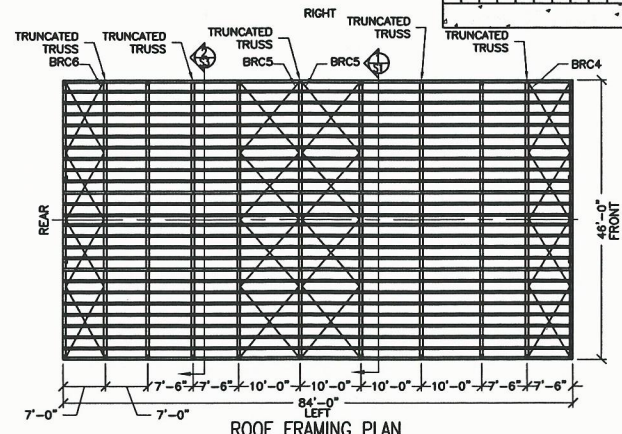 RIGHT
TRUNCATED
TRUSS
TRUNCATED
TRUSS
TRUNCATED
TRUSS
TRUNCATED
TRUSS
TRUNCATED
TRUSS
BRC6
2
S3
BRC5
BRC5
BRC4
REAR
46'-0"
FRONT
7'-6" 7'-6" 10'-0" 10'-0" 10'-0" 10'-0" 7'-6" 7'-6"
7'-0" 7'-0"
84'-0"
LEFT
ROOF FRAMING PLAN